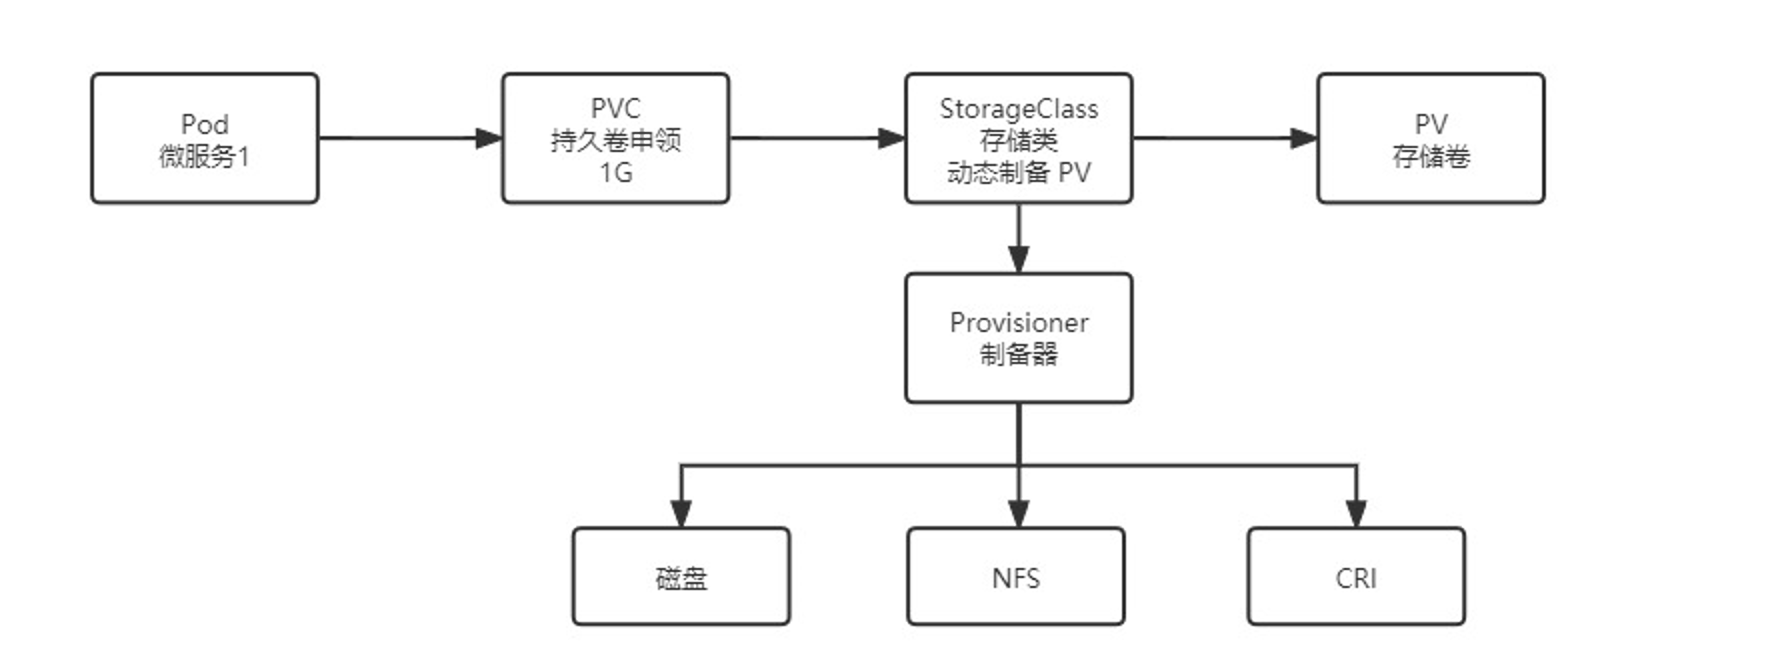 Pod
微服务1
PVC
持久卷申领
1G
StorageClass
存储类
动态制备 PV
PV
存储卷
Provisioner
制备器
磁盘
NFS
CRI